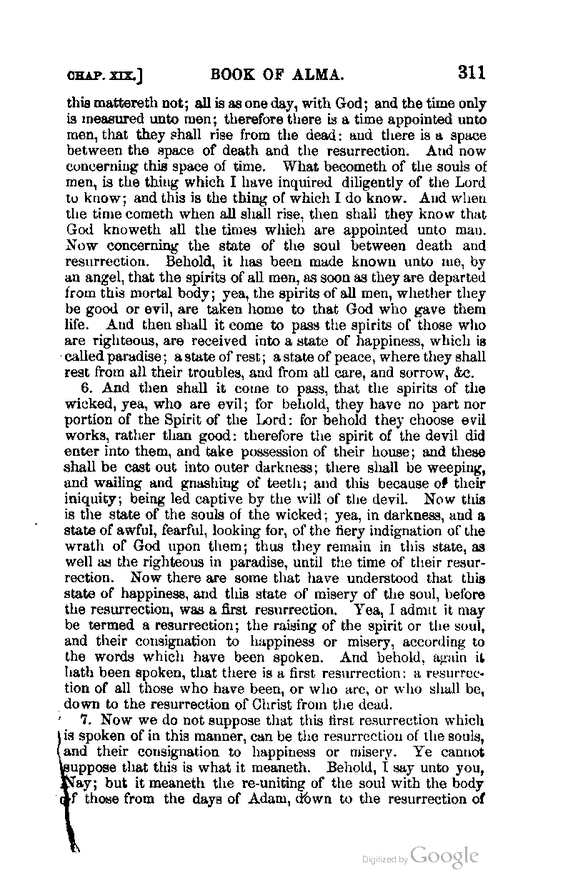 CHAP. XIX.] BOOK OF ALMA. 311
this mattereth not; all is as one day, with God; and the time only
is measured unto men; therefore there is a time appointed unto
men, that they shall rise from the dead: and there is a space
between the space of death and the resurrection. And now
concerning this space of time. What becometh of the souls of
men, is the thing which I have inquired diligently of the Lord
to know; and this is the thing of which I do know. And when
the time cometh when all shall rise, then shall they know that
God knoweth all the times which are appointed unto man.
Now concerning the state of the soul between death and
resurrection. Behold, it has been made known unto me, by
an angel, that the spirits of all men, as soon as they are departed
from this mortal body; yea, the spirits of all men, whether they
be good or evil, are taken home to that God who gave them
life. And then shall it come to pass the spirits of those who
are righteous, are received into a state of happiness, which is
called paradise; a state of rest; a state of peace, where they shall
rest from all their troubles, and from all care, and sorrow, &c.
6. And then shall it come to pass, that the spirits of the
wicked, yea, who are evil; for behold, they have no part nor
portion of the Spirit of the Lord: for behold they choose evil
works, rather than good: therefore the spirit of the devil did
enter into them, and take possession of their house; and these
shall be cast out into outer darkness; there shall be weeping,
and wailing and gnashing of teeth; and this because of their
iniquity; being led captive by the will of the devil. Now this
is the state of the souls of the wicked; yea, in darkness, and a
state of awful, fearful, looking for, of the fiery indignation of the
wrath of God upon them; thus they remain in this state, as
well as the righteous in paradise, until the time of their resur-
rection. Now there are some that have understood that this
state of happiness, and this state of misery of the soul, before
the resurrection, was a first resurrection. Yea, I admit it may
be termed a resurrection; the raising of the spirit or the soul,
and their consignation to happiness or misery, according to
the words which have been spoken. And behold, again it
hath been spoken, that there is a first resurrection: a resurrec-
tion of all those who have been, or who are, or who shall be,
down to the resurrection of Christ from the dead.
7. Now we do not suppose that this first resurrection which
is spoken of in this manner, can be the resurrection of the souls,
and their consignation to happiness or misery. Ye cannot
suppose that this is what it meaneth. Behold, I say unto you,
Nay; but it meaneth the re-uniting of the soul with the body
of those from the days of Adam, down to the resurrection of
Digitized by Google